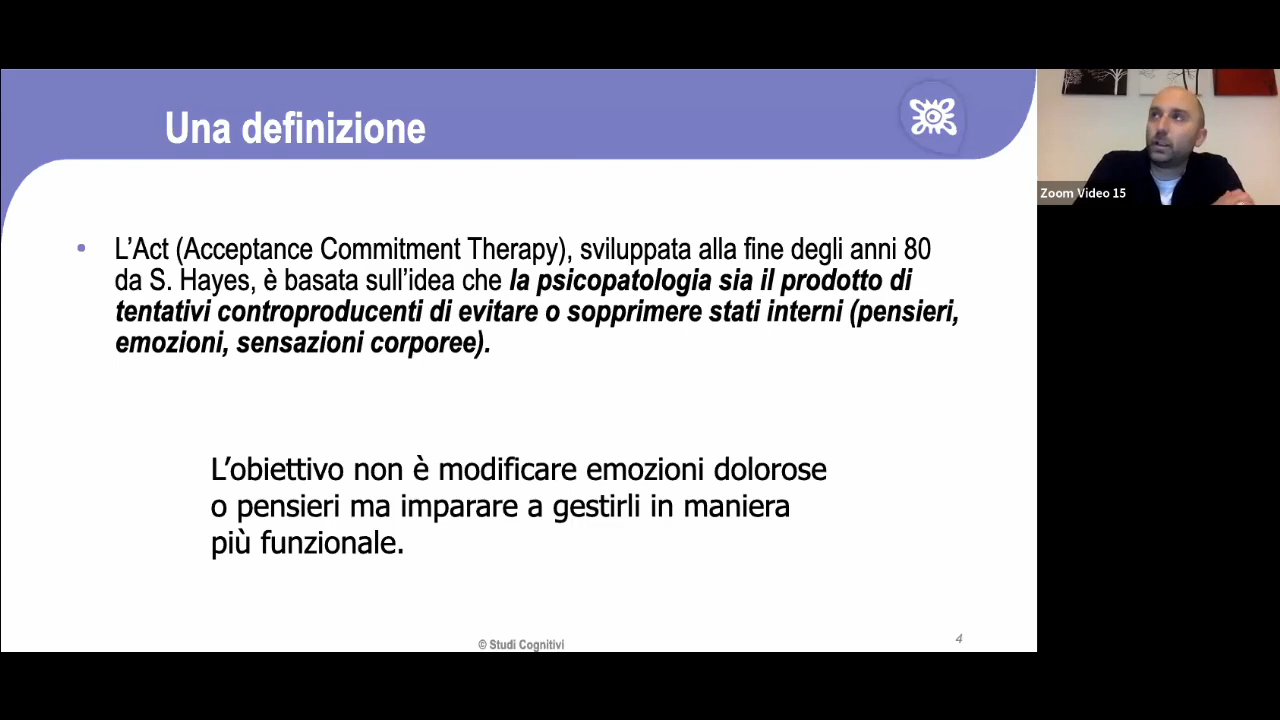 Una definizione
• L’Act (Acceptance Commitment Therapy), sviluppata alla fine degli anni 80
da S. Hayes, è basata sull’idea che la psicopatologia sia il prodotto di
tentativi controproducenti di evitare o sopprimere stati interni (pensieri,
emozioni, sensazioni corporee).
L’obiettivo non è modificare emozioni dolorose
o pensieri ma imparare a gestirli in maniera
più funzionale.
© Studi Cognitivi
4
Zoom Video 15